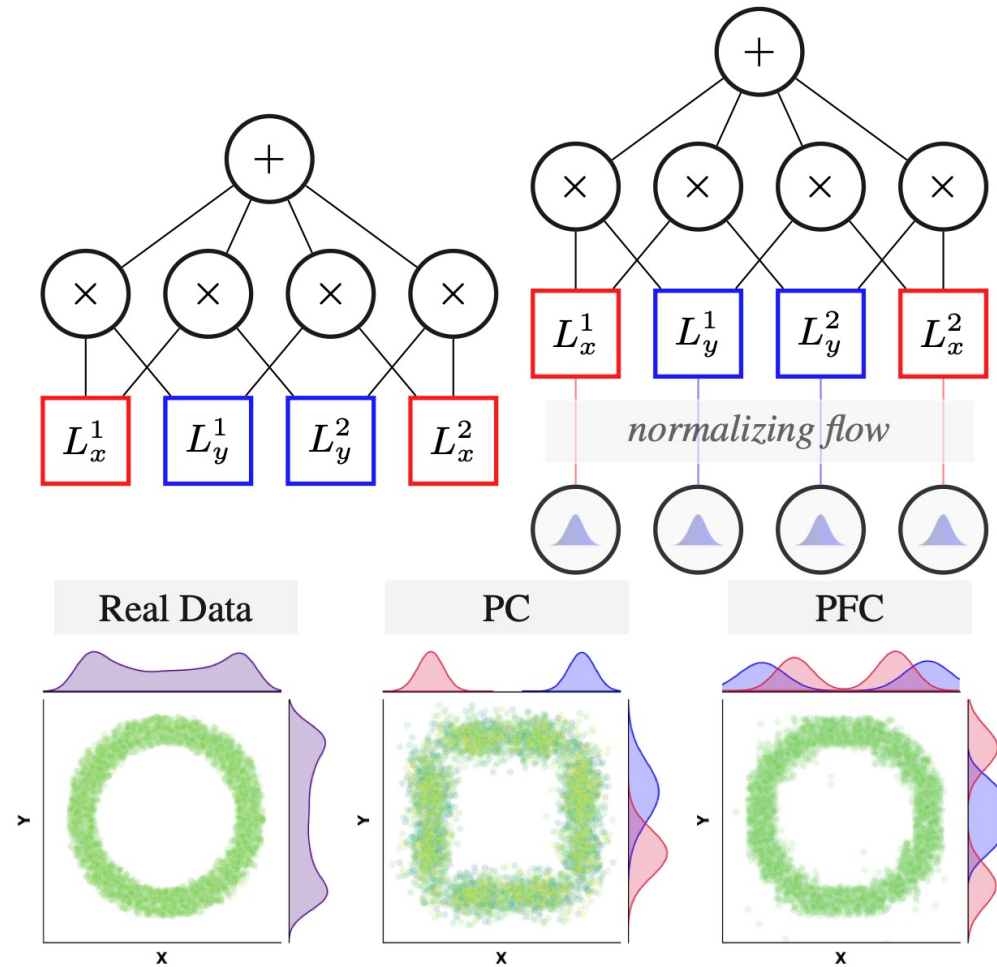 +
× × × ×
L_x^1 L_y^1 L_y^2 L_x^2
+
× × × ×
L_x^1 L_y^1 L_y^2 L_x^2
normalizing flow
Real Data
Y
X
PC
Y
X
PFC
Y
X